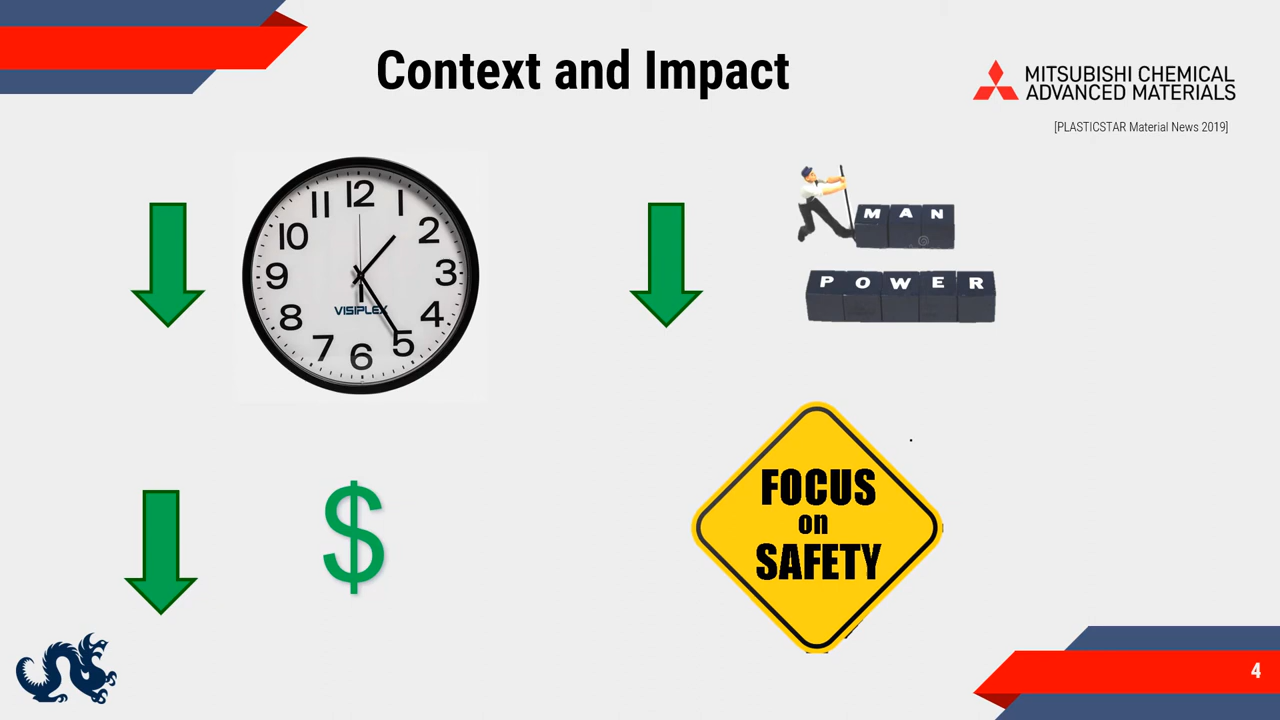 Context and Impact
MITSUBISHI CHEMICAL
ADVANCED MATERIALS
[PLASTICSTAR Material News 2019]
12
11
1
10
2
9
3
VISIPLEX
8
4
7
5
6
MAN
POWER
$
FOCUS
on
SAFETY
4